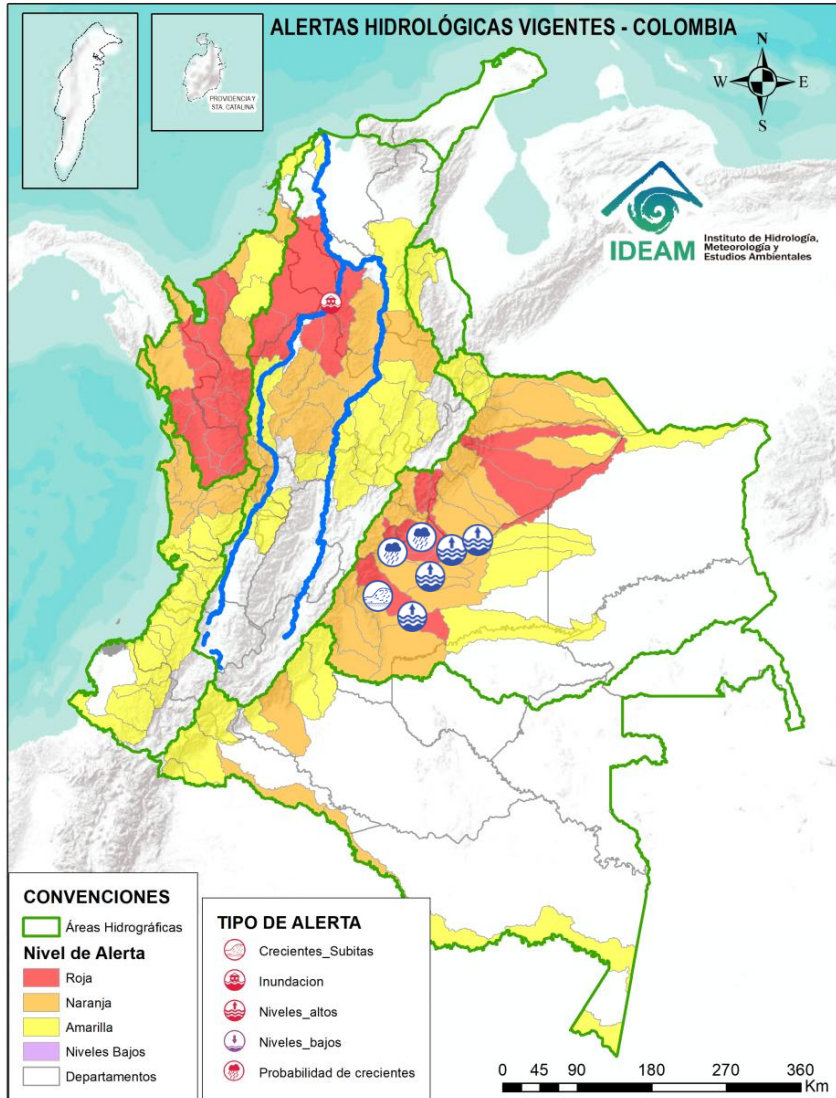 ALERTAS HIDROLÓGICAS VIGENTES - COLOMBIA
PROVIDENCIA Y
STA. CATALINA
N
W
E
S
IDEAM
Instituto de Hidrología,
Meteorología y
Estudios Ambientales
CONVENCIONES
Áreas Hidrográficas
Nivel de Alerta
Roja
Naranja
Amarilla
Niveles Bajos
Departamentos
TIPO DE ALERTA
Crecientes_Subitas
Inundacion
Niveles_altos
Niveles_bajos
Probabilidad de crecientes
0 45 90 180 270 360
Km